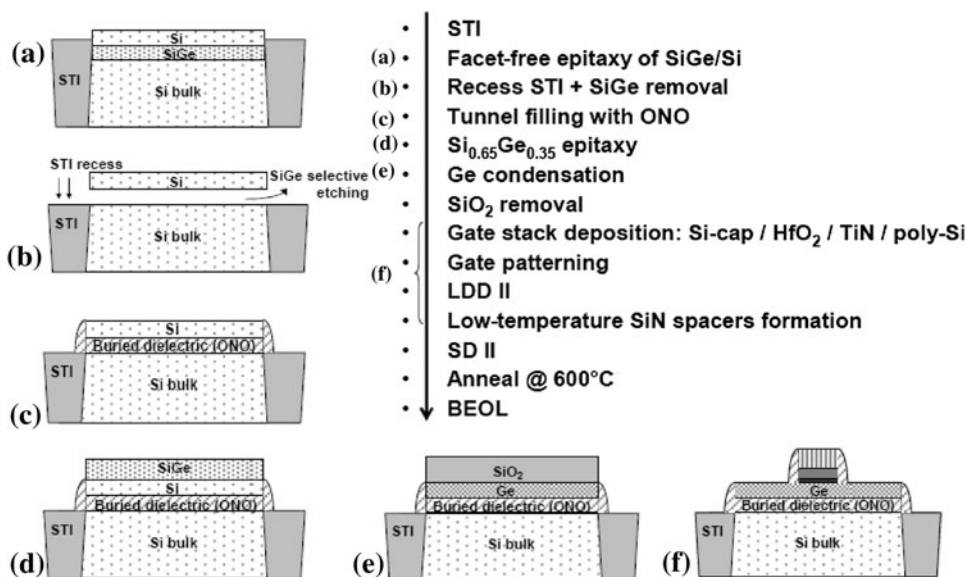 (a)
Si
SiGe
STI
Si bulk
STI recess
Si
SiGe selective
etching
STI
Si bulk
(b)
Si
Buried dielectric (ONO)
STI
Si bulk
(c)
• STI
(a) • Facet-free epitaxy of SiGe/Si
(b) • Recess STI + SiGe removal
(c) • Tunnel filling with ONO
(d) • Si0.65Ge0.35 epitaxy
(e) • Ge condensation
• SiO2 removal
• Gate stack deposition: Si-cap / HfO2 / TiN / poly-Si
(f) • Gate patterning
• LDD II
• Low-temperature SiN spacers formation
• SD II
• Anneal @ 600°C
• BEOL
SiGe
Si
Buried dielectric (ONO)
STI
Si bulk
(d)
SiO2
Ge
Buried dielectric (ONO)
STI
Si bulk
(e)
Ge
Buried dielectric (ONO)
STI
Si bulk
(f)